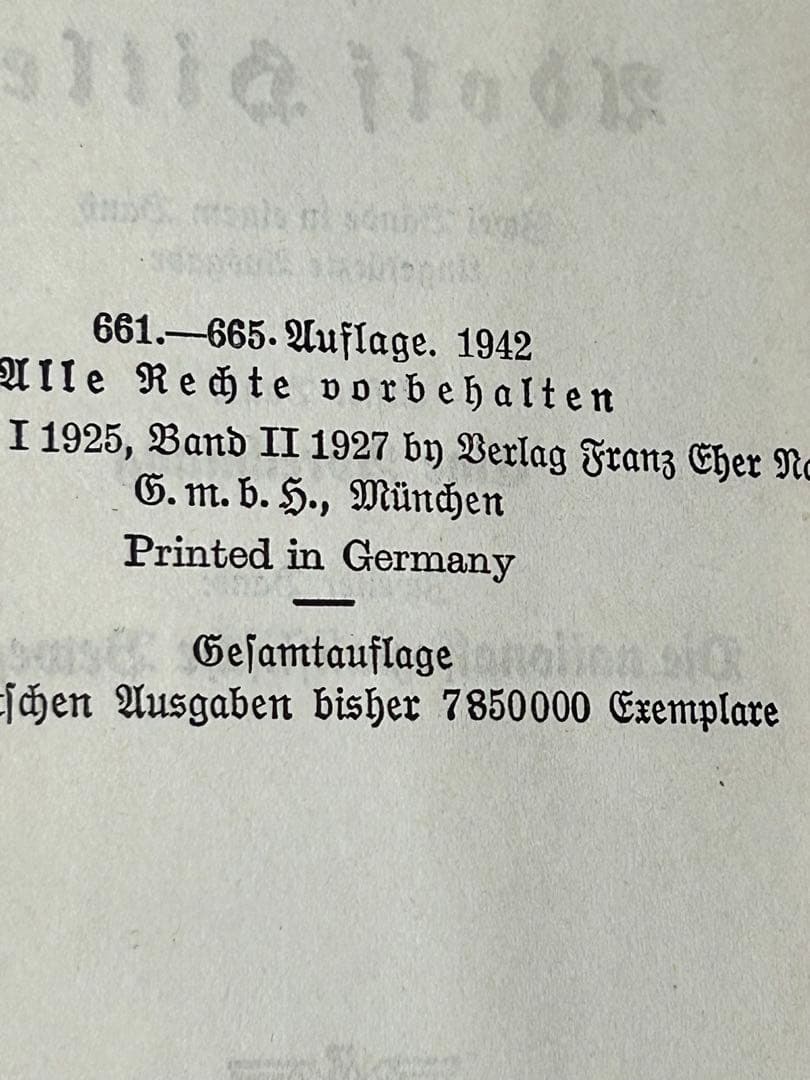 661.—665. Auflage. 1942
Alle Rechte vorbehalten
I 1925, Band II 1927 by Verlag Franz Eher
G. m. b. H., München
Printed in Germany
Gesamtauflage
Ausgaben bisher 7850000 Exemplare